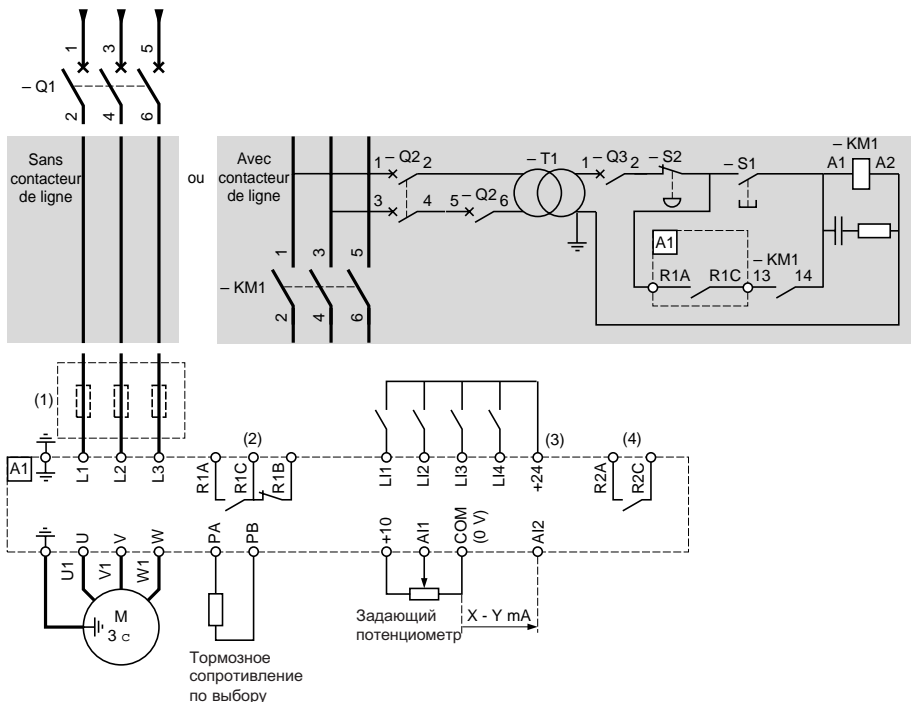 1 3 5
– Q1
2 4 6
Sans
contacteur
de ligne
ou
Avec
contacteur
de ligne
1 – Q2 2
3 4 5 – Q2 6
– T1
1 – Q3 2
– S2
– S1
– KM1
A1 A2
A1
R1A R1C
– KM1
13 14
1 3 5
– KM1
2 4 6
(1)
(2)
(3)
(4)
A1
L1 L2 L3
R1A R1C R1B
LI1 LI2 LI3 LI4 +24
R2A R2C
U V W
PA PB
+10 AI1 COM
(0 V)
AI2
U1 V1 W1
M
3
Тормозное
сопротивление
по выбору
Задающий
потенциометр
X - Y mA